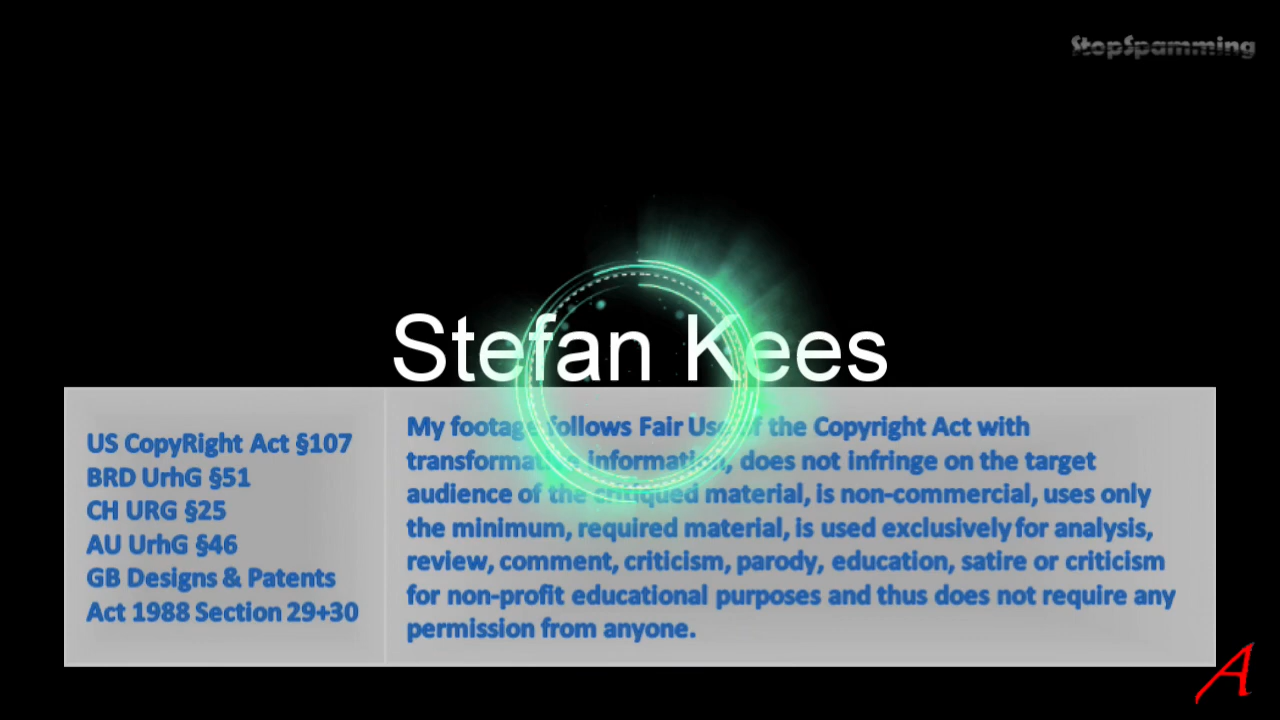 StopSpamming
Stefan Kees
US CopyRight Act §107
BRD UrhG §51
CH URG §25
AU UrhG §46
GB Designs & Patents
Act 1988 Section 29+30
My footage follows Fair Use of the Copyright Act with
transformative information, does not infringe on the target
audience of the critiqued material, is non-commercial, uses only
the minimum, required material, is used exclusively for analysis,
review, comment, criticism, parody, education, satire or criticism
for non-profit educational purposes and thus does not require any
permission from anyone.
A